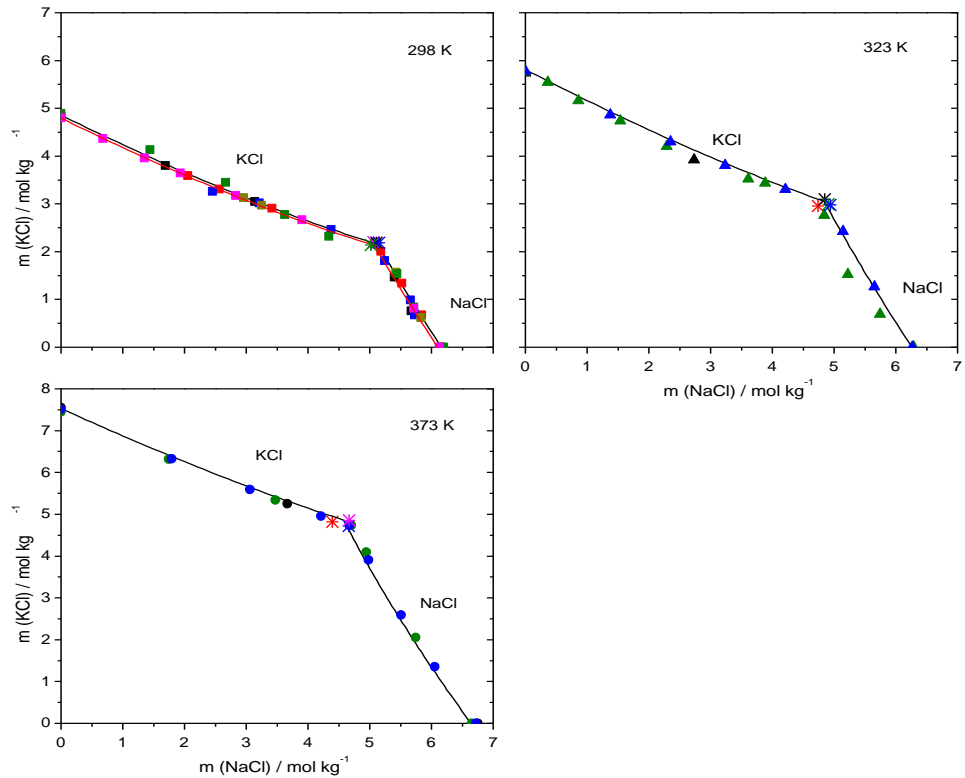 298 K
KCl
NaCl
m (KCl) / mol kg⁻¹
0 1 2 3 4 5 6 7
0 1 2 3 4 5 6 7
323 K
KCl
NaCl
0 1 2 3 4 5 6 7
0 1 2 3 4 5 6 7
m (NaCl) / mol kg⁻¹
m (KCl) / mol kg⁻¹
0 1 2 3 4 5 6 7 8
373 K
KCl
NaCl
0 1 2 3 4 5 6 7
m (NaCl) / mol kg⁻¹